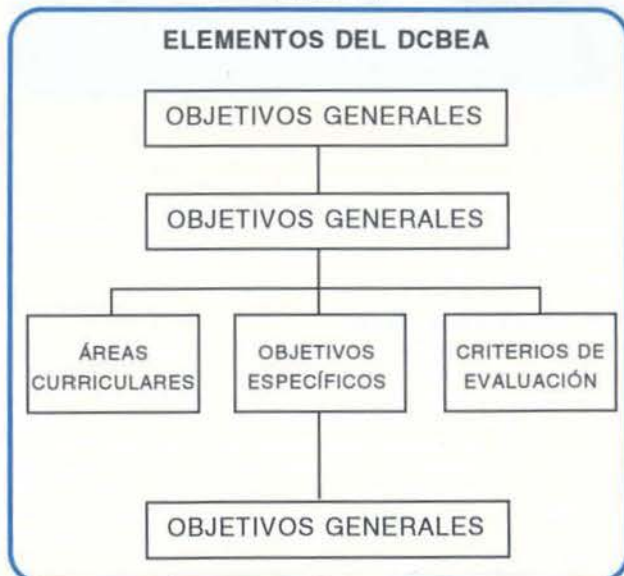 ELEMENTOS DEL DCBEA
OBJETIVOS GENERALES
OBJETIVOS GENERALES
ÁREAS
CURRICULARES
OBJETIVOS
ESPECÍFICOS
CRITERIOS DE
EVALUACIÓN
OBJETIVOS GENERALES